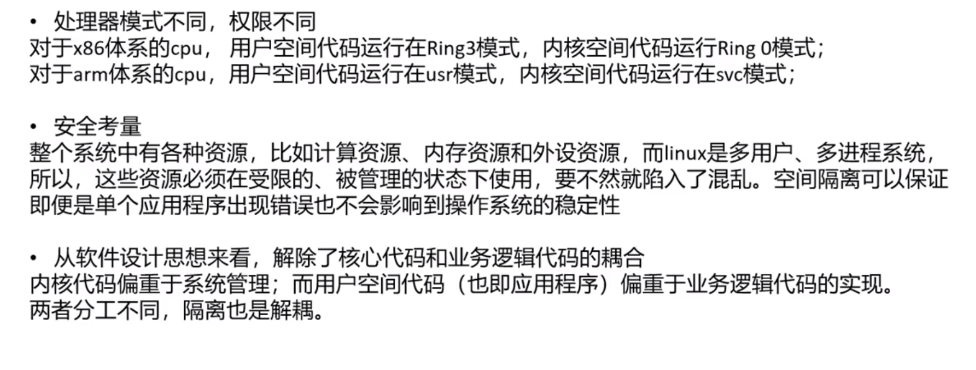 • 处理器模式不同，权限不同
对于x86体系的cpu， 用户空间代码运行在Ring3模式，内核空间代码运行Ring 0模式；
对于arm体系的cpu，用户空间代码运行在usr模式，内核空间代码运行在svc模式；
• 安全考量
整个系统中有各种资源，比如计算资源、内存资源和外设资源，而linux是多用户、多进程系统，
所以，这些资源必须在受限的、被管理的状态下使用，要不然就陷入了混乱。空间隔离可以保证
即便是单个应用程序出现错误也不会影响到操作系统的稳定性
• 从软件设计思想来看，解除了核心代码和业务逻辑代码的耦合
内核代码偏重于系统管理；而用户空间代码（也即应用程序）偏重于业务逻辑代码的实现。
两者分工不同，隔离也是解耦。